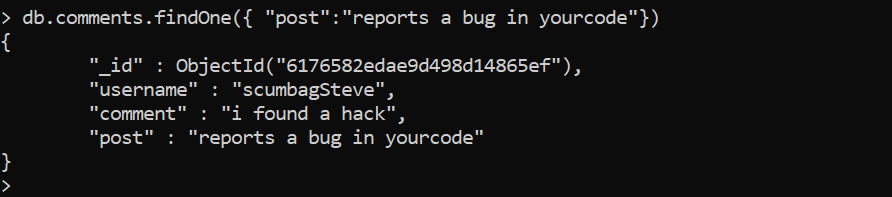 > db.comments.findOne({ "post":"reports a bug in yourcode"})
{
"_id" : ObjectId("6176582edae9d498d14865ef"),
"username" : "scumbagSteve",
"comment" : "i found a hack",
"post" : "reports a bug in yourcode"
}
>